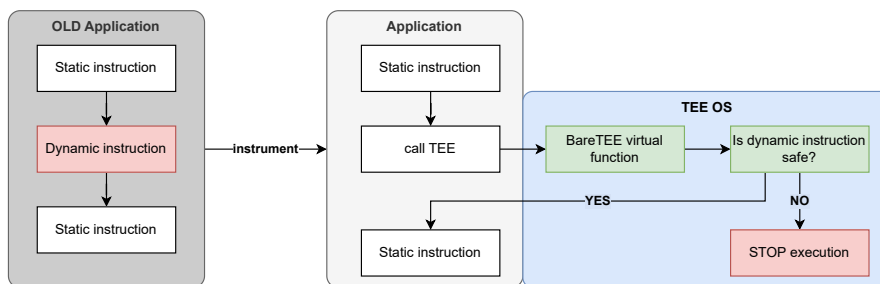 OLD Application
Static instruction
Dynamic instruction
Static instruction
instrument
Application
Static instruction
call TEE
Static instruction
TEE OS
BareTEE virtual
function
Is dynamic instruction
safe?
YES
NO
STOP execution